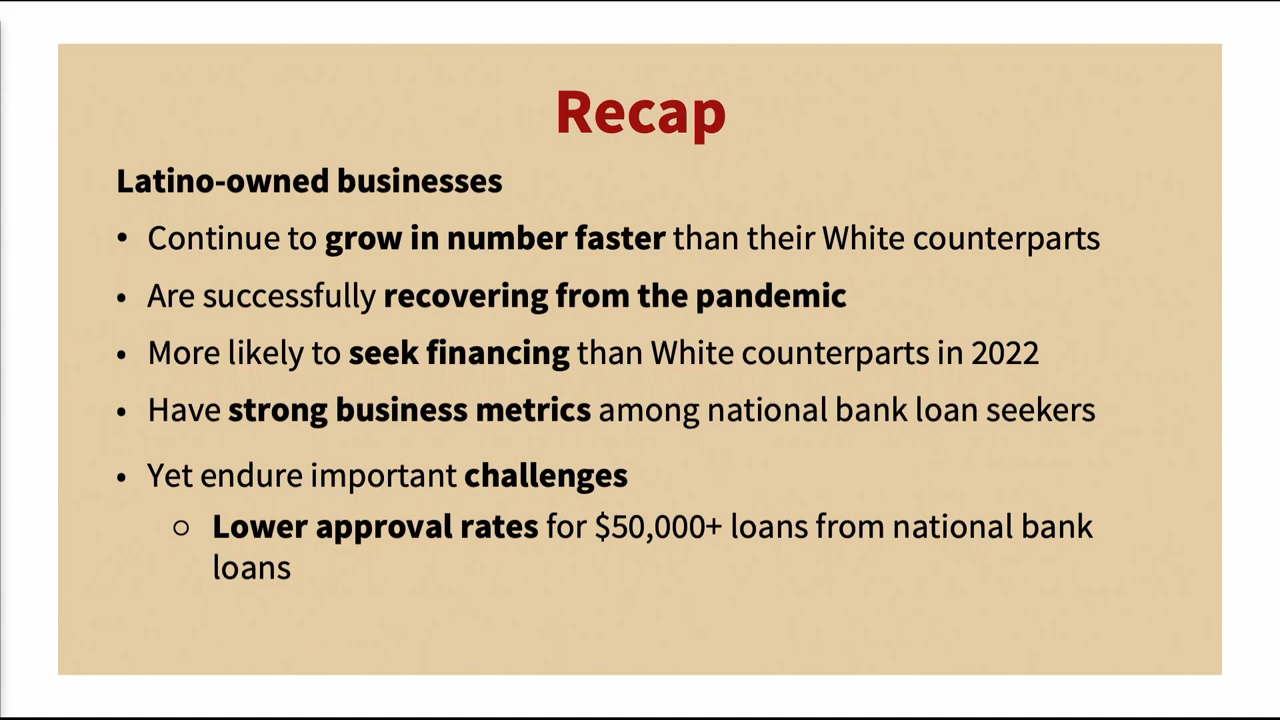 Recap
Latino-owned businesses
• Continue to grow in number faster than their White counterparts
• Are successfully recovering from the pandemic
• More likely to seek financing than White counterparts in 2022
• Have strong business metrics among national bank loan seekers
• Yet endure important challenges
○ Lower approval rates for $50,000+ loans from national bank
loans